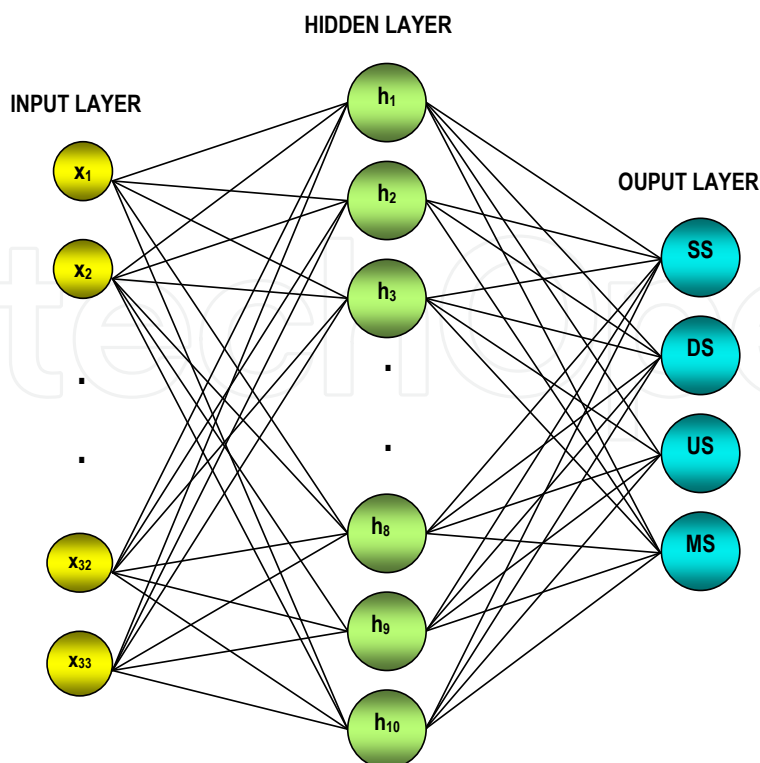 HIDDEN LAYER
INPUT LAYER
OUPUT LAYER
x1
x2
.
.
x32
x33
h1
h2
h3
.
.
h8
h9
h10
SS
DS
US
MS